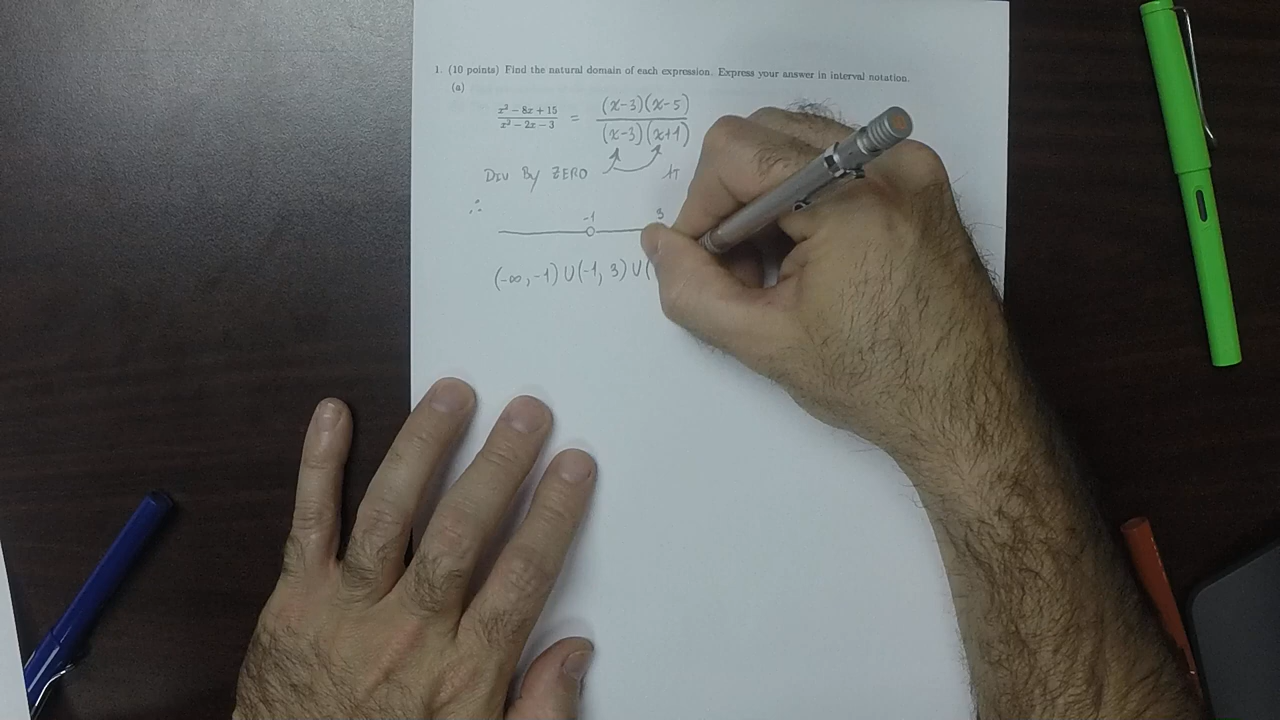 1. (10 points) Find the natural domain of each expression. Express your answer in interval notation.
(a)
x² − 8x + 15 / x² − 2x − 3 = (x-3)(x-5) / (x-3)(x+1)
DIV BY ZERO
∴
-1 3
(-∞,-1) U (-1, 3) U (